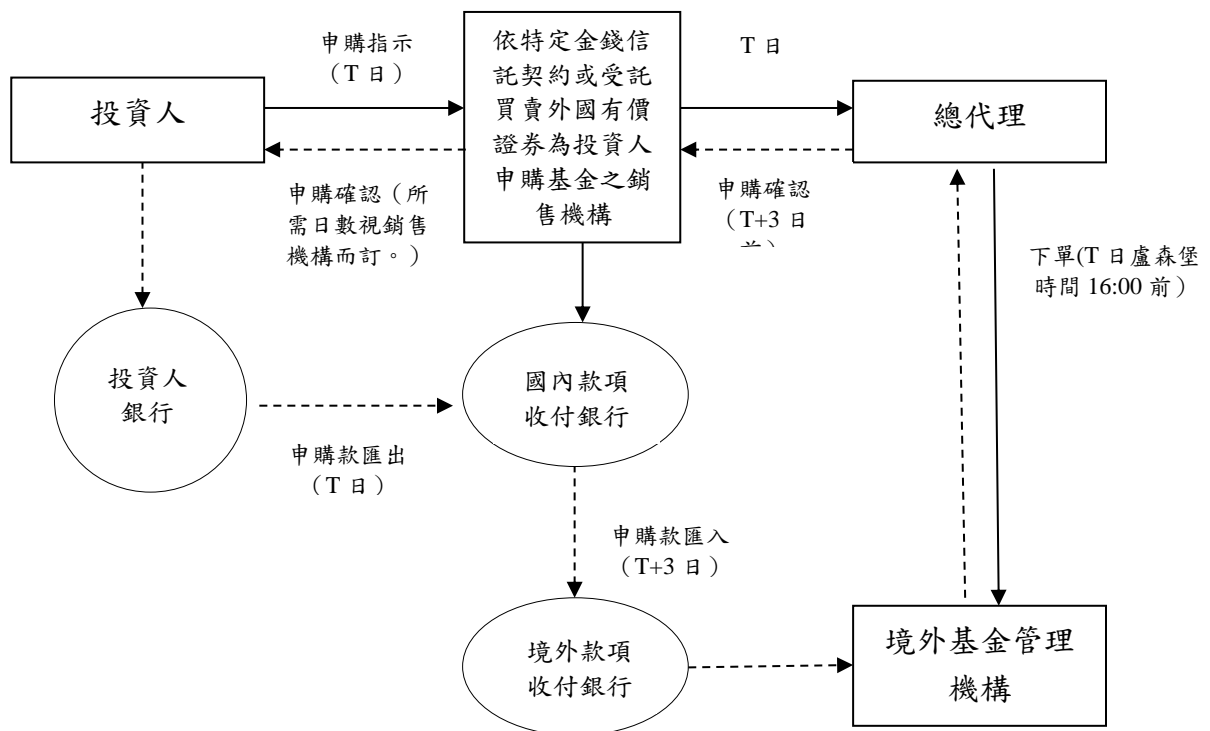 申購指示
（T 日）
依特定金錢信
託契約或受託
買賣外國有價
證券為投資人
申購基金之銷
售機構
T 日
投資人
總代理
申購確認（所
需日數視銷售
機構而訂。）
申購確認
（T+3 日
下單(T 日盧森堡
時間 16:00 前）
投資人
銀行
國內款項
收付銀行
申購款匯出
（T 日）
申購款匯入
（T+3 日）
境外款項
收付銀行
境外基金管理
機構